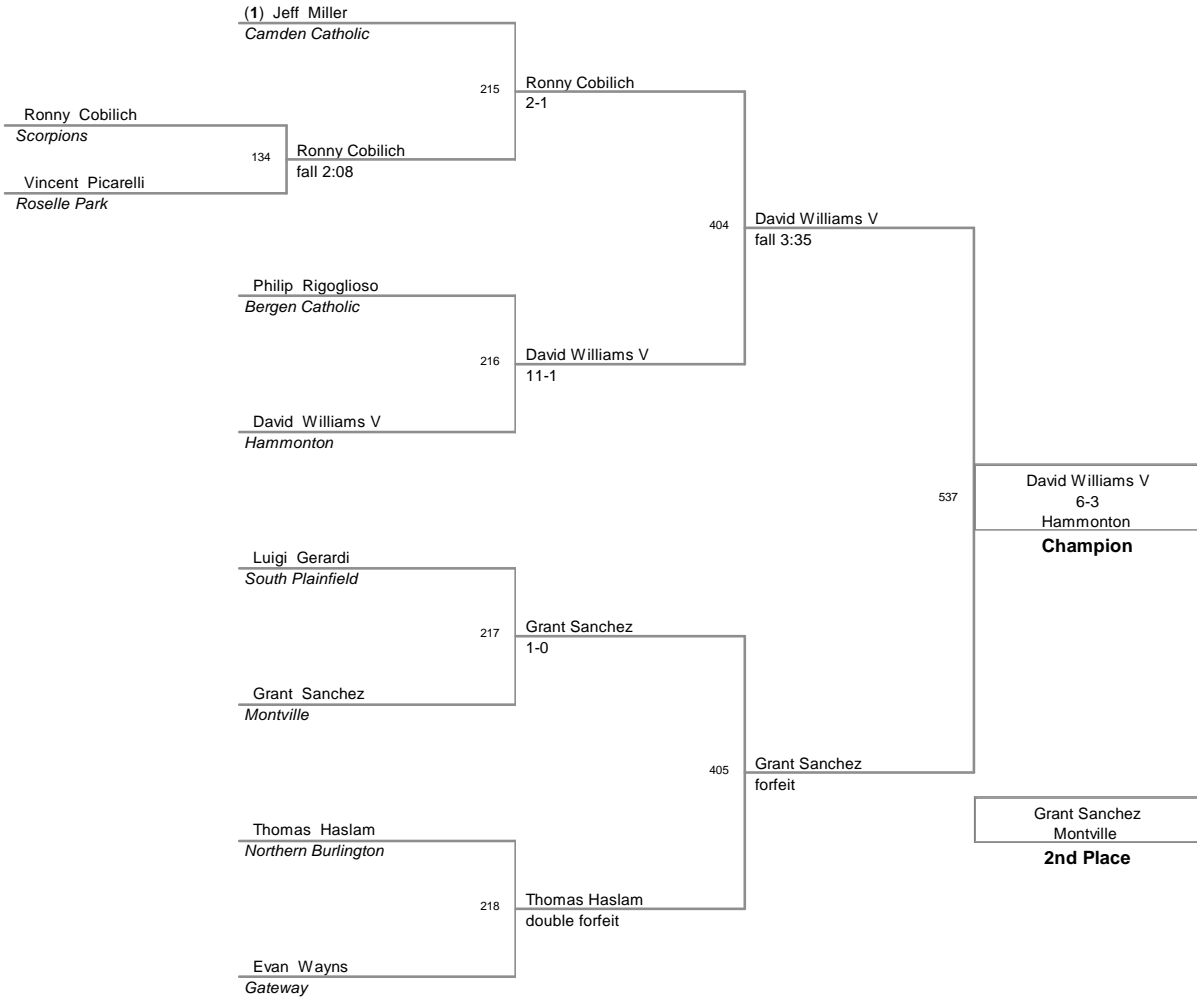 (1) Jeff Miller
Camden Catholic
215
Ronny Cobilich
2-1
Ronny Cobilich
Scorpions
134
Ronny Cobilich
fall 2:08
Vincent Picarelli
Roselle Park
404
David Williams V
fall 3:35
Philip Rigoglioso
Bergen Catholic
216
David Williams V
11-1
David Williams V
Hammonton
537
David Williams V
6-3
Hammonton
Champion
Luigi Gerardi
South Plainfield
217
Grant Sanchez
1-0
Grant Sanchez
Montville
405
Grant Sanchez
forfeit
Grant Sanchez
Montville
2nd Place
Thomas Haslam
Northern Burlington
218
Thomas Haslam
double forfeit
Evan Wayns
Gateway